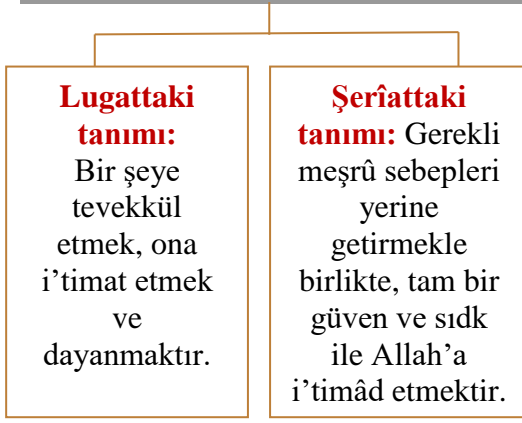 Lugattaki
tanımı:
Bir şeye
tevekkül
etmek, ona
i’timat etmek
ve
dayanmaktır.
Şerîattaki
tanımı: Gerekli
meşrû sebepleri
yerine
getirmekle
birlikte, tam bir
güven ve sıdk
ile Allah’a
i’timâd etmektir.